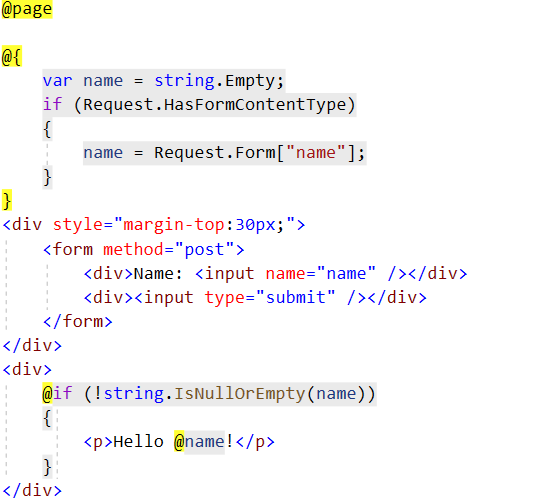 @page
@{
var name = string.Empty;
if (Request.HasFormContentType)
{
name = Request.Form["name"];
}
}
<div style="margin-top:30px;">
<form method="post">
<div>Name: <input name="name" /></div>
<div><input type="submit" /></div>
</form>
</div>
<div>
@if (!string.IsNullOrEmpty(name))
{
<p>Hello @name!</p>
}
</div>